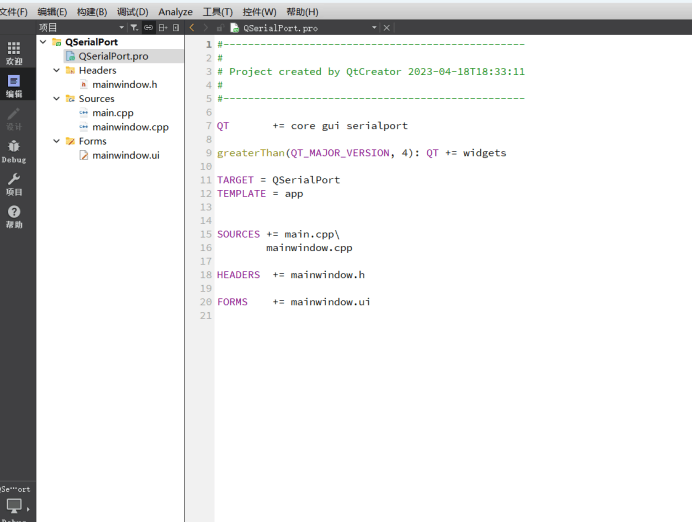 文件(F) 编辑(E) 构建(B) 调试(D) Analyze 工具(T) 控件(W) 帮助(H)
项目
QSerialPort.pro
欢迎
编辑
设计
Debug
项目
帮助
QSe…ort
Debug
QSerialPort
QSerialPort.pro
Headers
mainwindow.h
Sources
main.cpp
mainwindow.cpp
Forms
mainwindow.ui
1 #-------------------------------------------------
2 #
3 # Project created by QtCreator 2023-04-18T18:33:11
4 #
5 #-------------------------------------------------
6
7 QT       += core gui serialport
8
9 greaterThan(QT_MAJOR_VERSION, 4): QT += widgets
10
11 TARGET = QSerialPort
12 TEMPLATE = app
13
14
15 SOURCES += main.cpp\
16         mainwindow.cpp
17
18 HEADERS  += mainwindow.h
19
20 FORMS    += mainwindow.ui
21